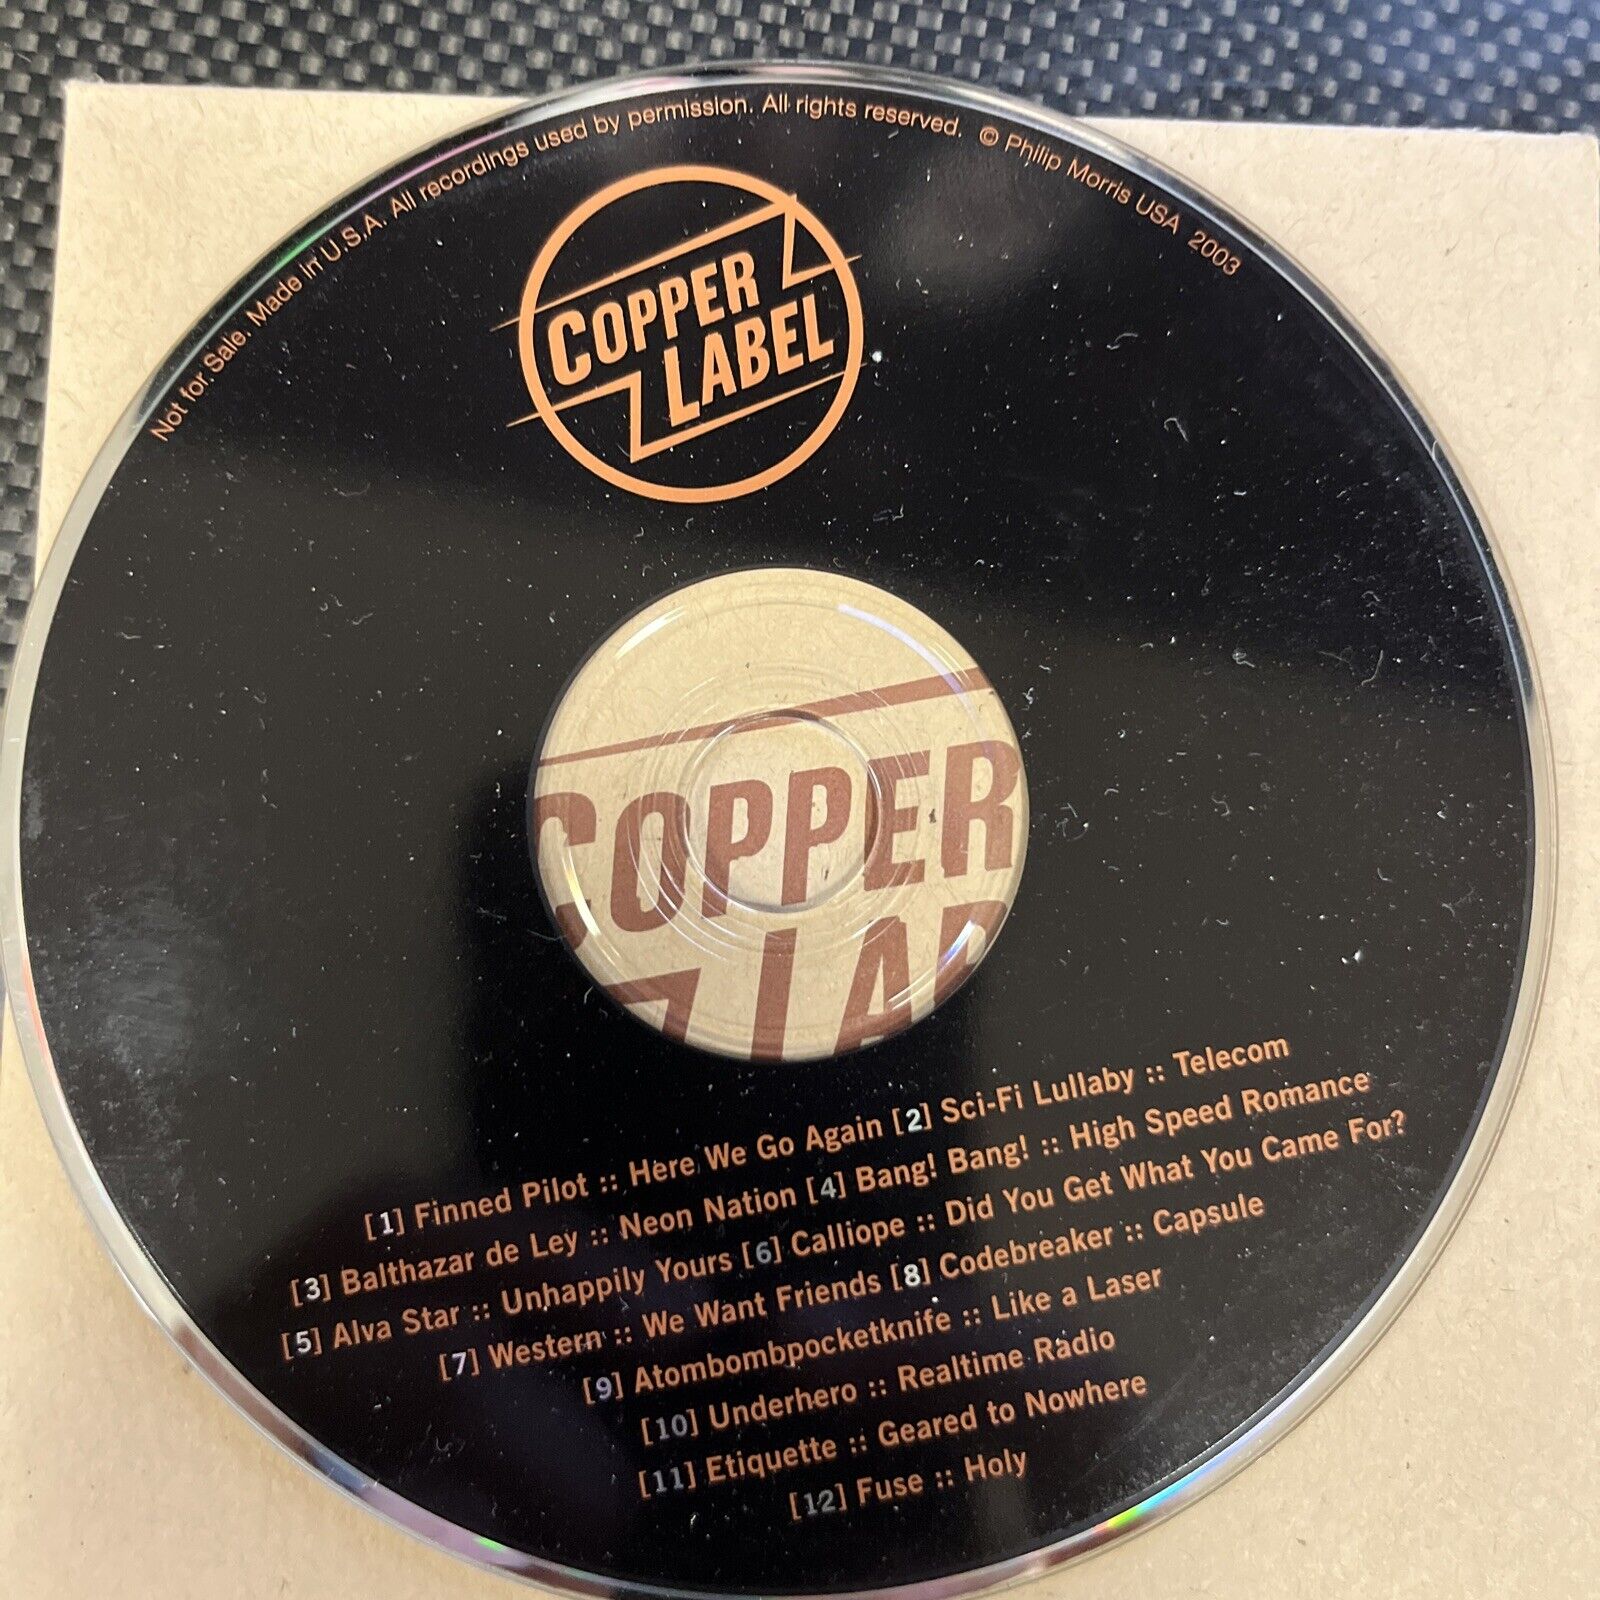 Not for Sale. Made in U.S.A. All recordings used by permission. All rights reserved. © Philip Morris USA 2003
COPPER
LABEL
COPPER
LAB
[1] Finned Pilot :: Here We Go Again [2] Sci-Fi Lullaby :: Telecom
[3] Balthazar de Ley :: Neon Nation [4] Bang! Bang! :: High Speed Romance
[5] Alva Star :: Unhappily Yours [6] Calliope :: Did You Get What You Came For?
[7] Western :: We Want Friends [8] Codebreaker :: Capsule
[9] Atombombpocketknife :: Like a Laser
[10] Underhero :: Realtime Radio
[11] Etiquette :: Geared to Nowhere
[12] Fuse :: Holy